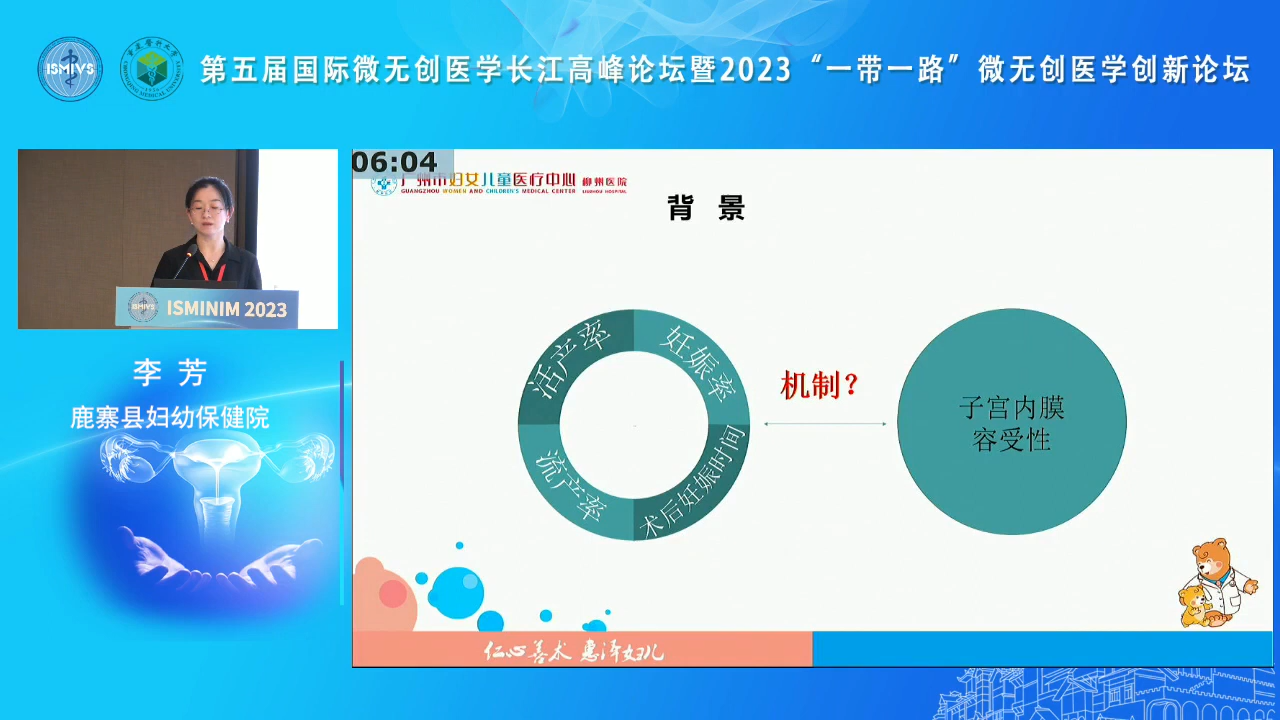 ISMIVS
第五届国际微无创医学长江高峰论坛暨2023“一带一路”微无创医学创新论坛
06:04
广州市妇女儿童医疗中心 柳州医院
GUANGZHOU WOMEN AND CHILDREN'S MEDICAL CENTER LIUZHOU HOSPITAL
背 景
ISMIVS
ISMINIM 2023
李 芳
鹿寨县妇幼保健院
活产率
妊娠率
流产率
术后妊娠时间
机制？
子宫内膜
容受性
仁心善术 惠泽妇儿